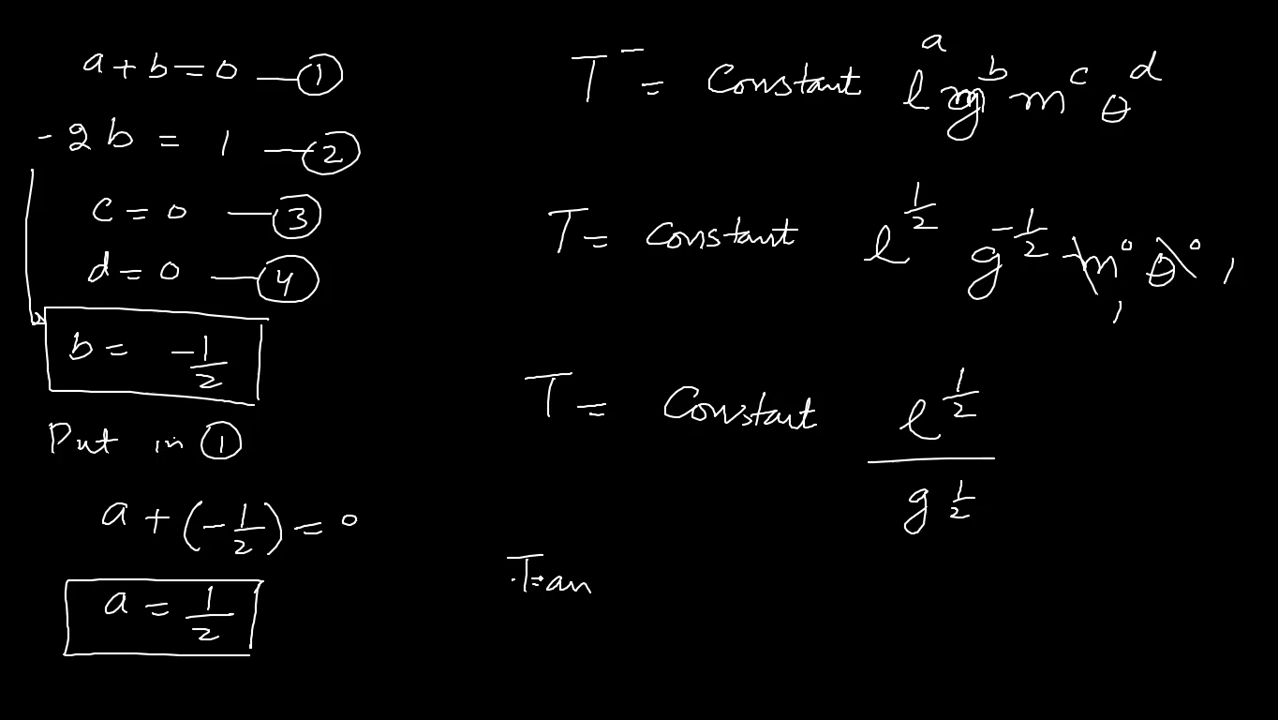 a + b = 0 — ①
- 2 b = 1 — ②
c = 0 — ③
d = 0 — ④
b = -1/2
Put in ①
a + (-1/2) = 0
a = 1/2
T = Constant l^a g^b m^c θ^d
T = Constant l^1/2 g^-1/2 m^0 θ^0 ,
,
T = Constant l^1/2 / g^1/2
T= an